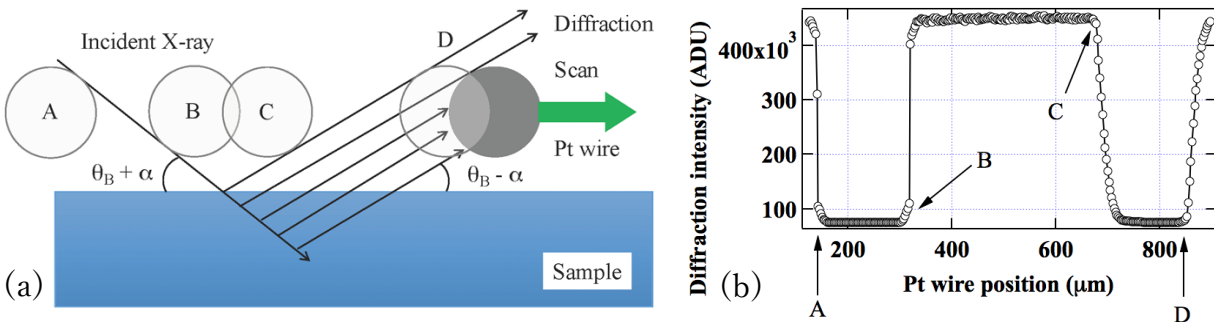 Incident X-ray
D
Diffraction
Scan
A
B
C
Pt wire
θB + α
θB - α
Sample
(a)
Diffraction intensity (ADU)
400x10³
300
200
100
C
B
200
400
600
800
Pt wire position (μm)
(b)
A
D